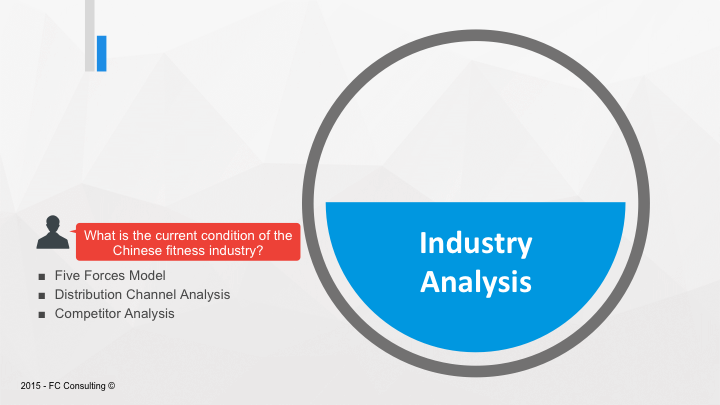 What is the current condition of the
Chinese fitness industry?
■ Five Forces Model
■ Distribution Channel Analysis
■ Competitor Analysis
Industry
Analysis
2015 - FC Consulting ©